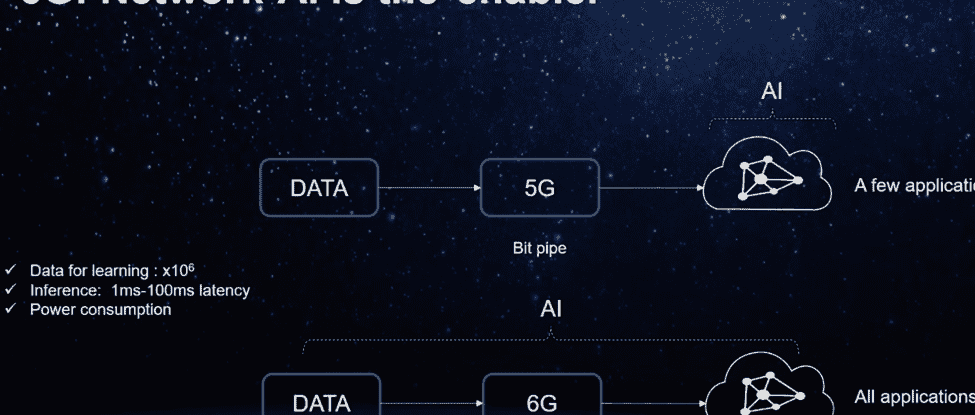 AI
DATA
5G
A few
Bit pipe
✓ Data for learning : x10⁶
✓ Inference: 1ms-100ms latency
✓ Power consumption
AI
DATA
6G
All applications